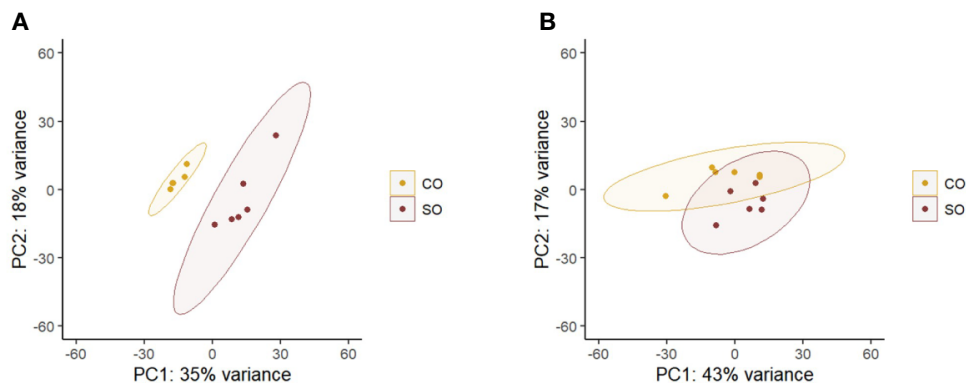 A
60
30
0
-30
-60
PC2: 18% variance
-60 -30 0 30 60
PC1: 35% variance
CO
SO
B
60
30
0
-30
-60
PC2: 17% variance
-60 -30 0 30 60
PC1: 43% variance
CO
SO